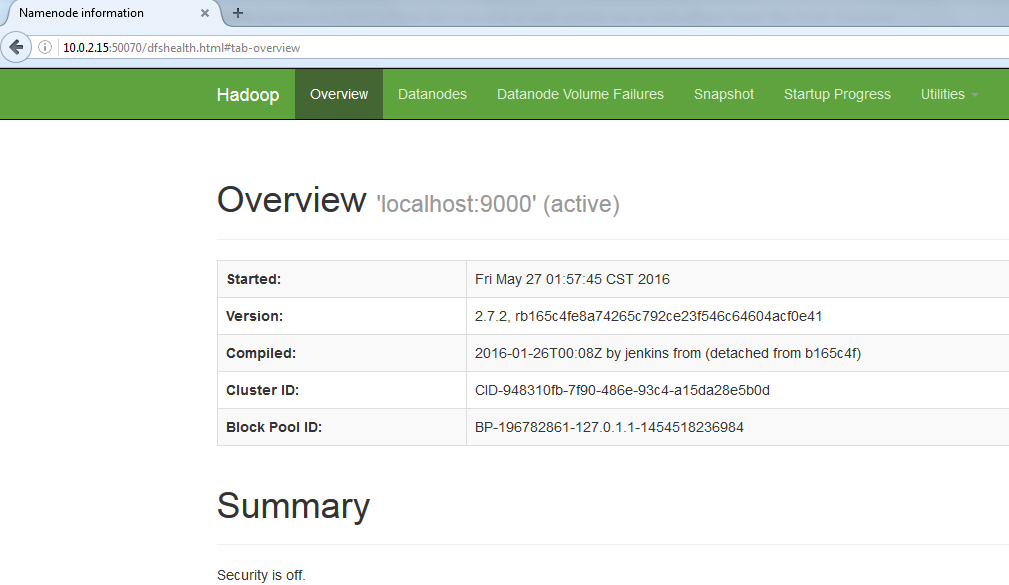 Namenode information
10.0.2.15:50070/dfshealth.html#tab-overview
Hadoop Overview Datanodes Datanode Volume Failures Snapshot Startup Progress Utilities
Overview 'localhost:9000' (active)
Started: Fri May 27 01:57:45 CST 2016
Version: 2.7.2, rb165c4fe8a74265c792ce23f546c64604acf0e41
Compiled: 2016-01-26T00:08Z by jenkins from (detached from b165c4f)
Cluster ID: CID-948310fb-7f90-486e-93c4-a15da28e5b0d
Block Pool ID: BP-196782861-127.0.1.1-1454518236984
Summary
Security is off.